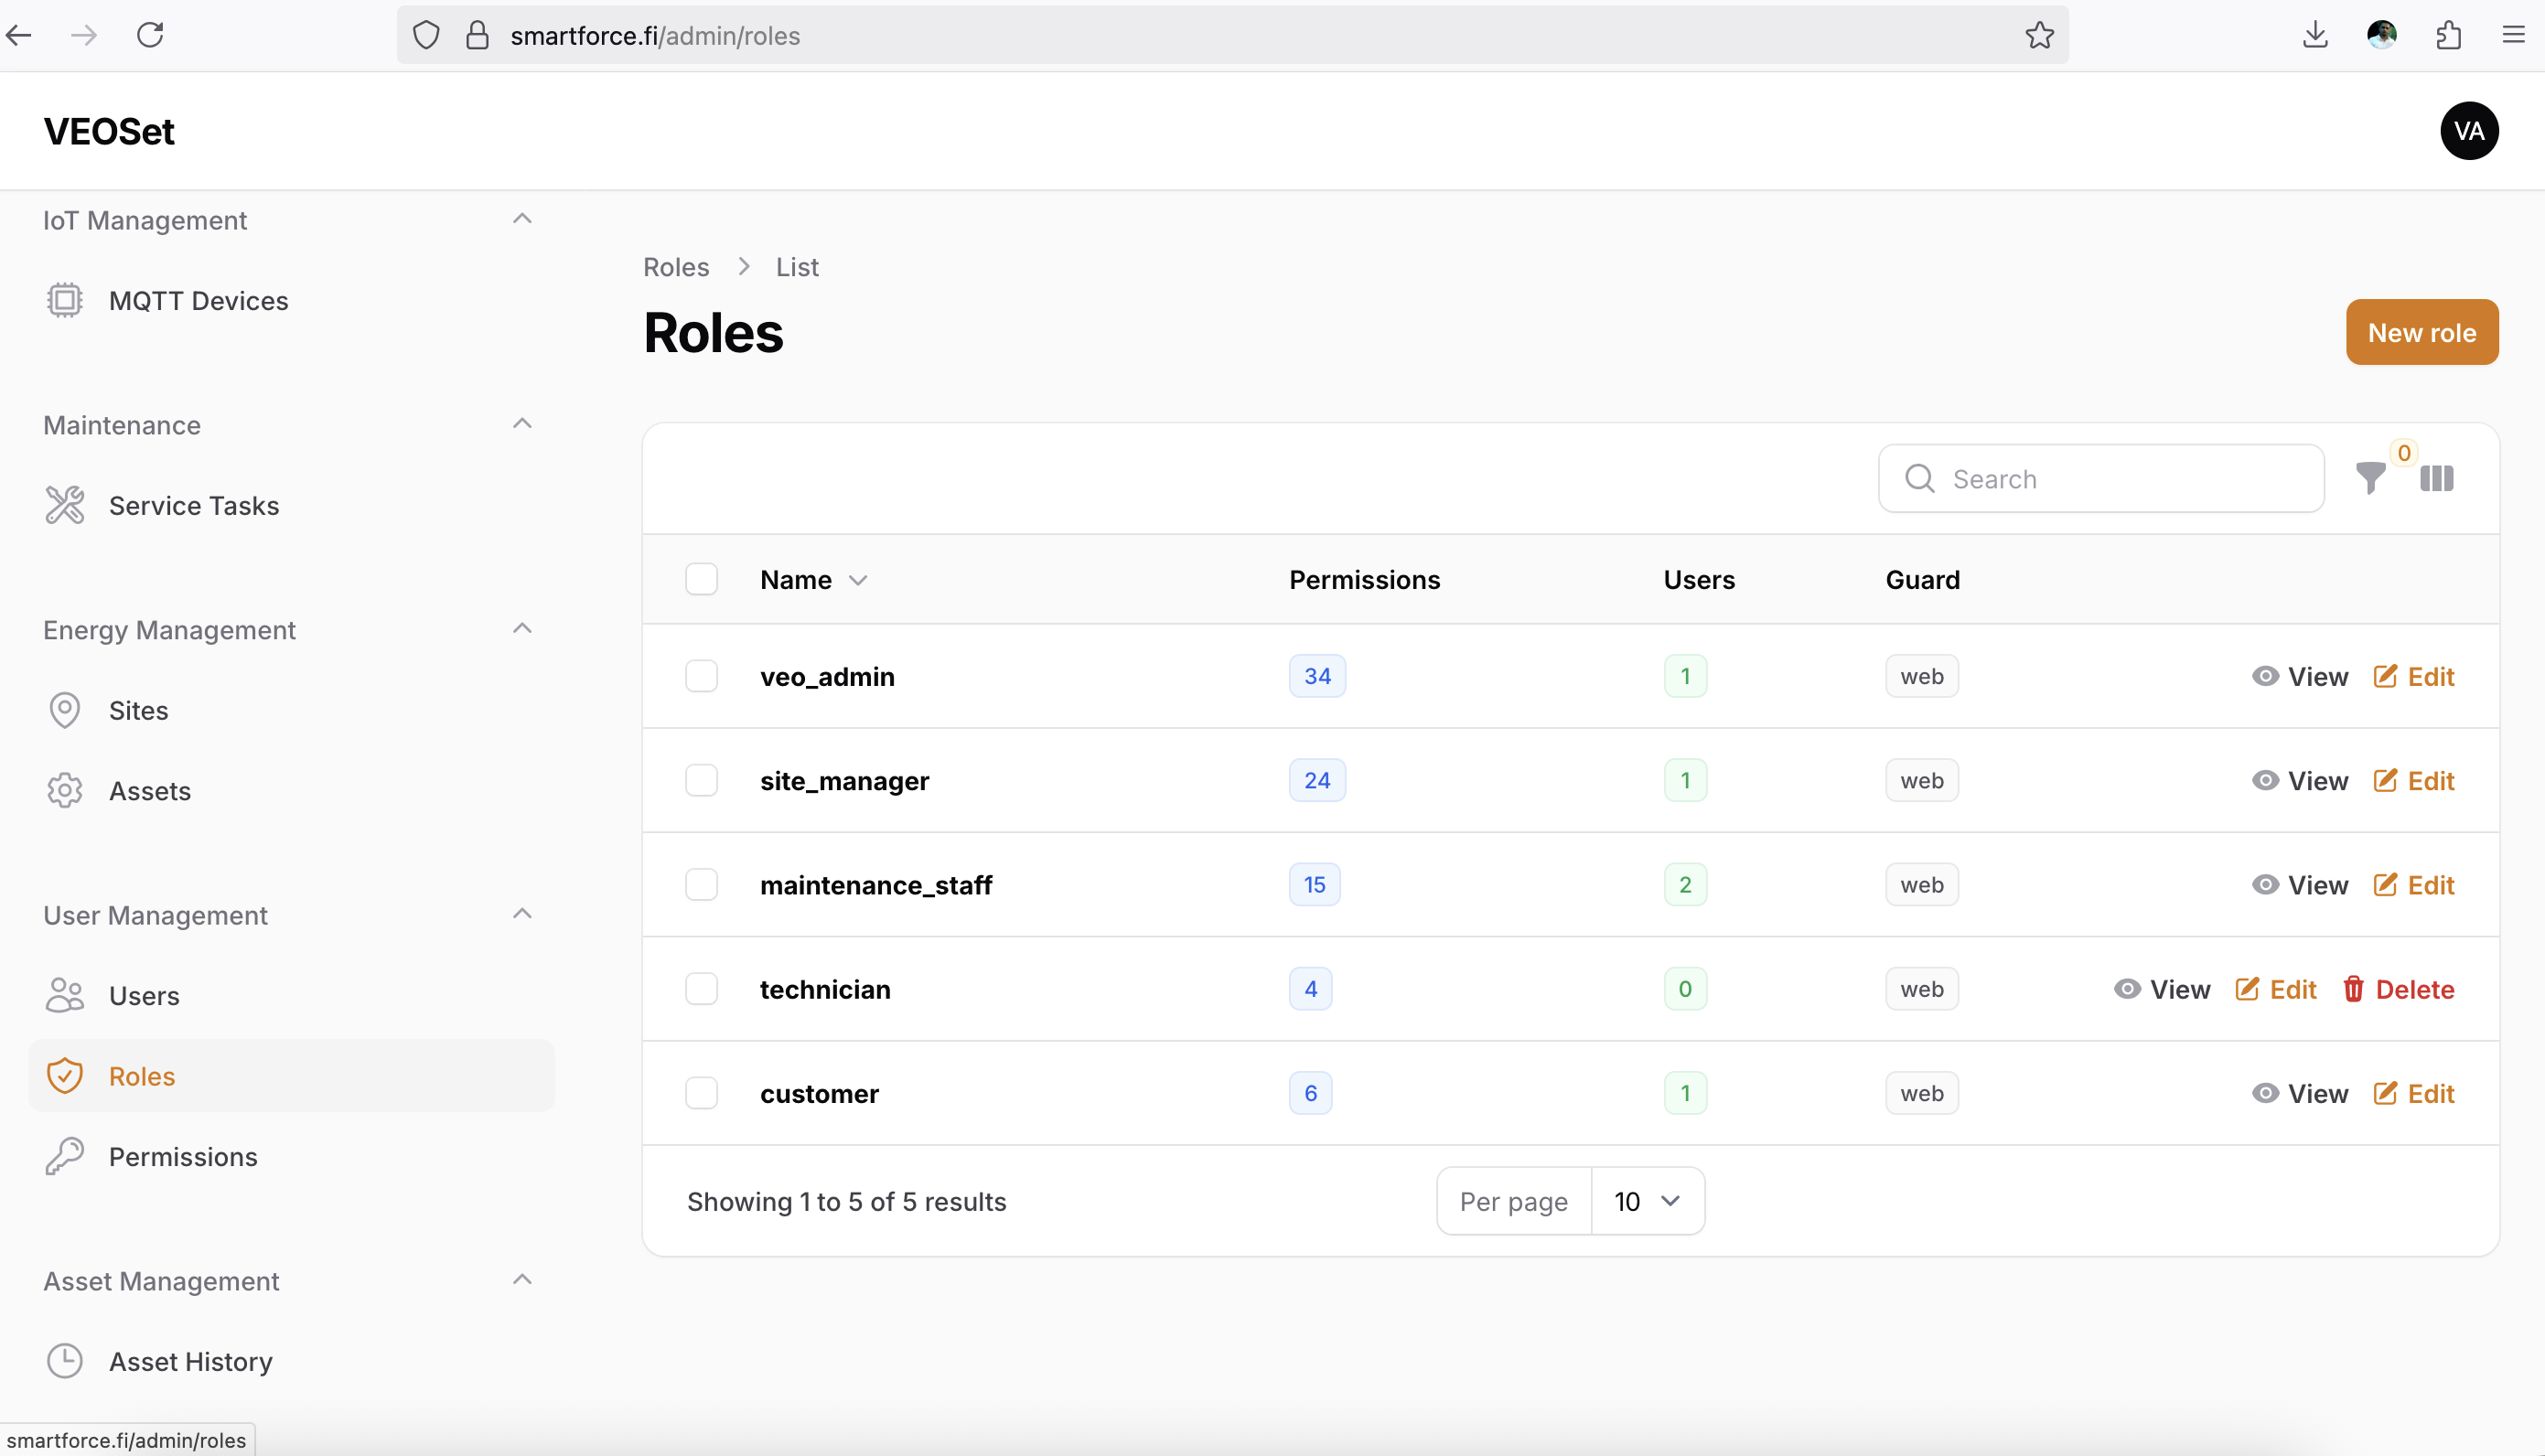 smartforce.fi/admin/roles
VEOSet
VA
IoT Management
MQTT Devices
Maintenance
Service Tasks
Energy Management
Sites
Assets
User Management
Users
Roles
Permissions
Asset Management
Asset History
Roles List
Roles
New role
Search 0
Name Permissions Users Guard
veo_admin 34 1 web View Edit
site_manager 24 1 web View Edit
maintenance_staff 15 2 web View Edit
technician 4 0 web View Edit Delete
customer 6 1 web View Edit
Showing 1 to 5 of 5 results Per page 10
smartforce.fi/admin/roles